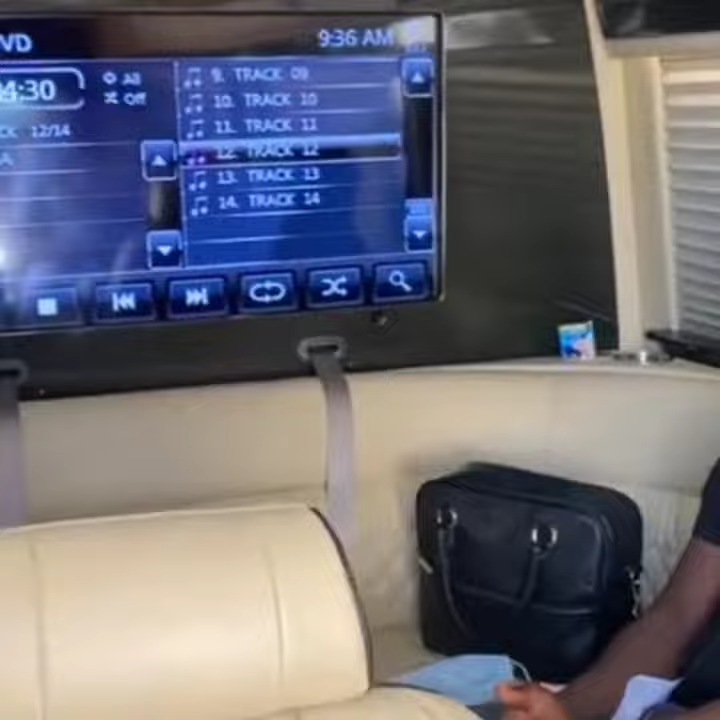 VD
9:36 AM
4:30
All
Off
CK 12/14
A
9. TRACK 09
10. TRACK 10
11. TRACK 11
12. TRACK 12
13. TRACK 13
14. TRACK 14